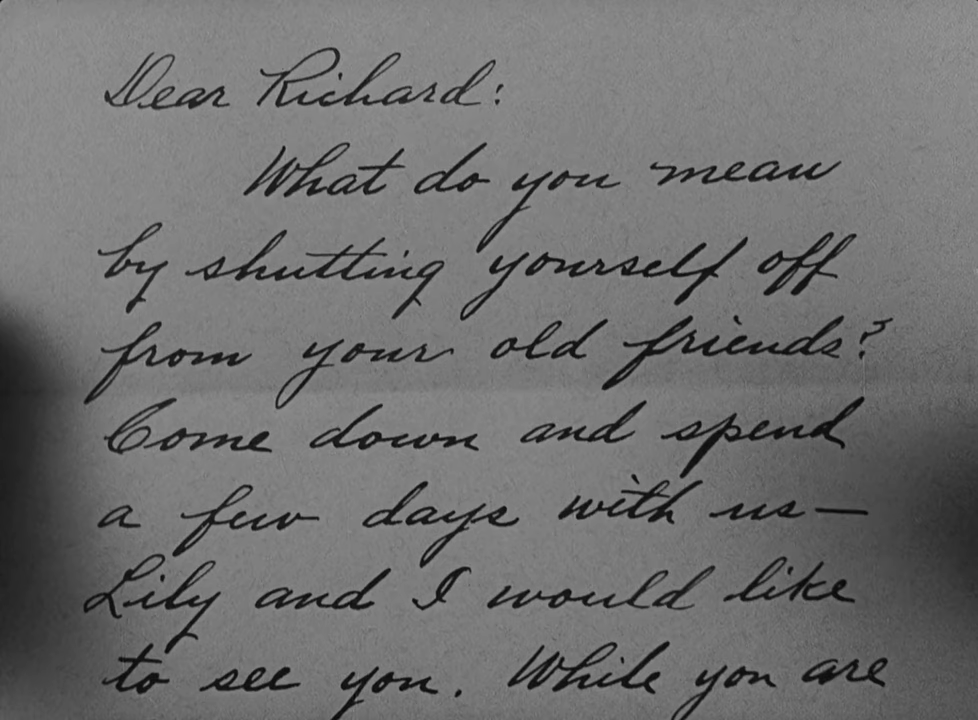 Dear Richard:
What do you mean
by shutting yourself off
from your old friends?
Come down and spend
a few days with us—
Lily and I would like
to see you. While you are